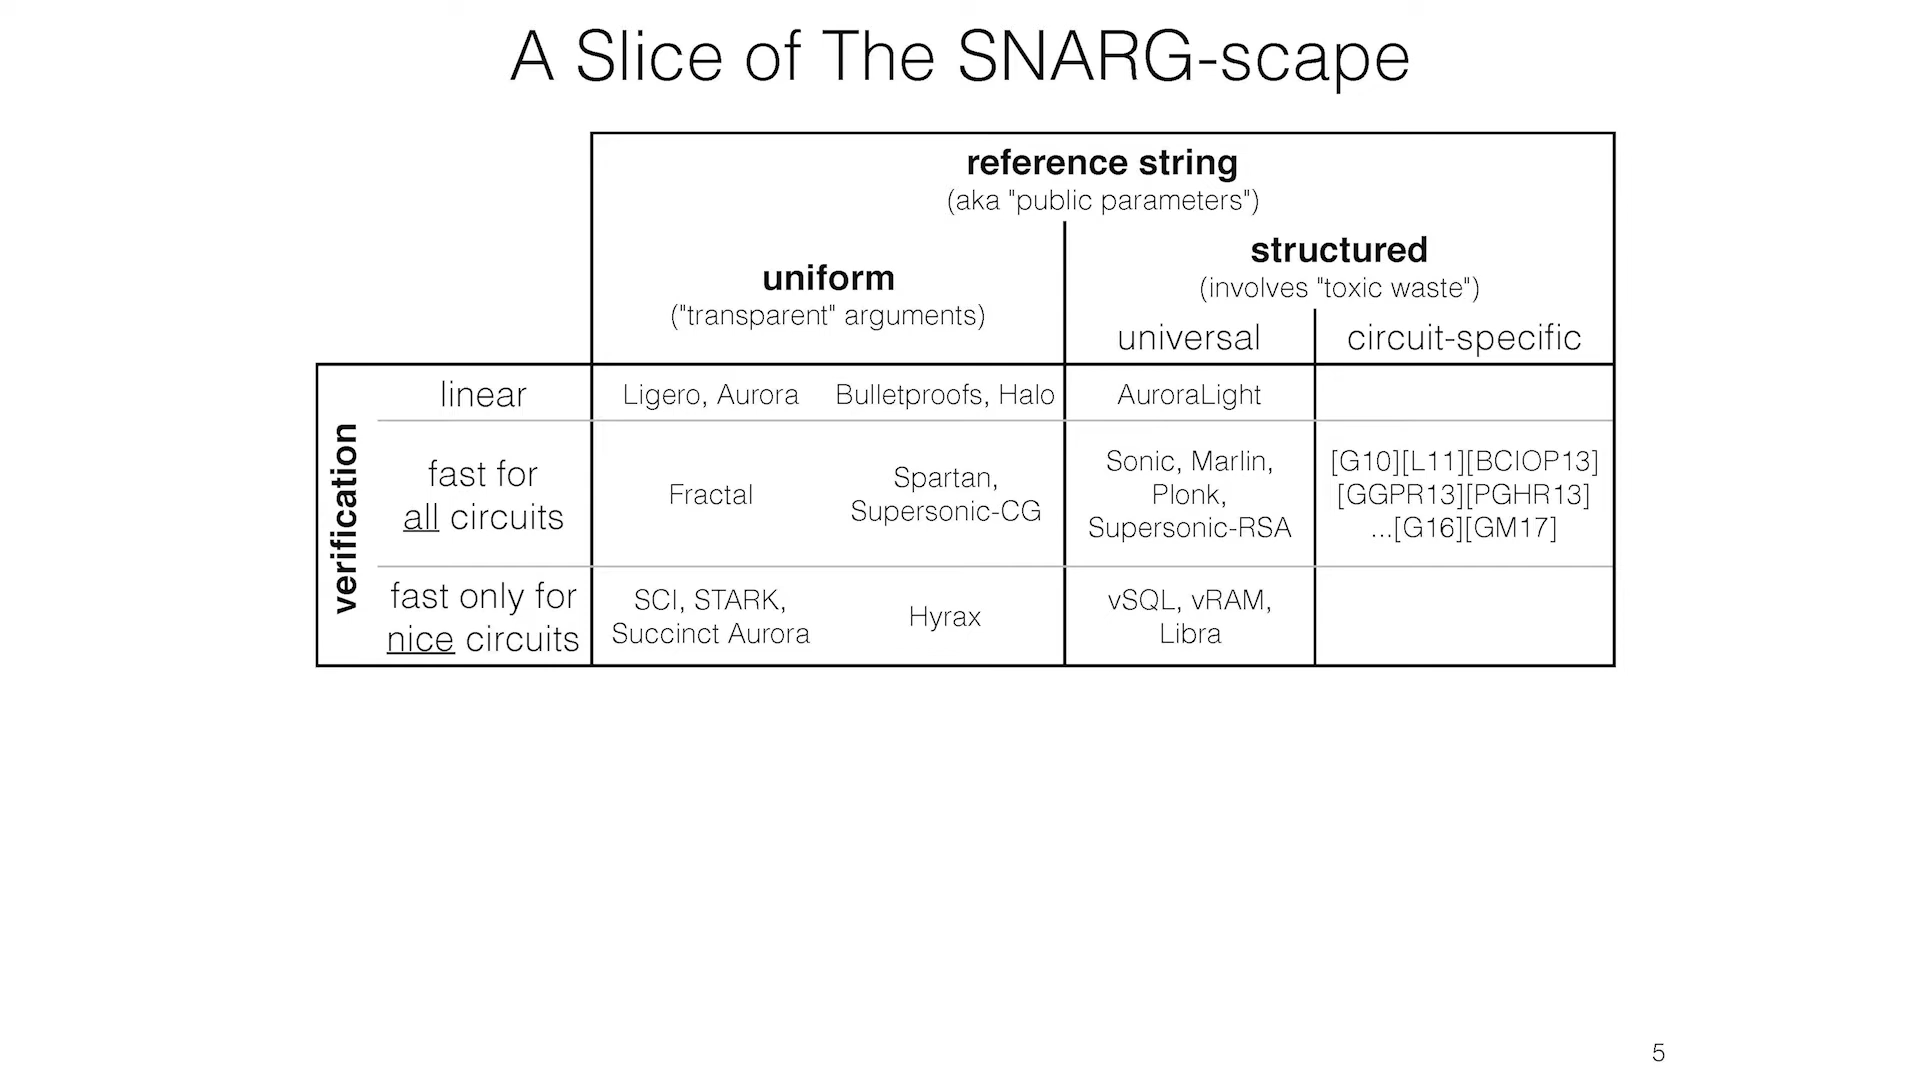 A Slice of The SNARG-scape
reference string
(aka "public parameters")
uniform
("transparent" arguments)
structured
(involves "toxic waste")
universal
circuit-specific
verification
linear
Ligero, Aurora
Bulletproofs, Halo
AuroraLight
fast for
all circuits
Fractal
Spartan,
Supersonic-CG
Sonic, Marlin,
Plonk,
Supersonic-RSA
[G10][L11][BCIOP13]
[GGPR13][PGHR13]
...[G16][GM17]
fast only for
nice circuits
SCI, STARK,
Succinct Aurora
Hyrax
vSQL, vRAM,
Libra
5